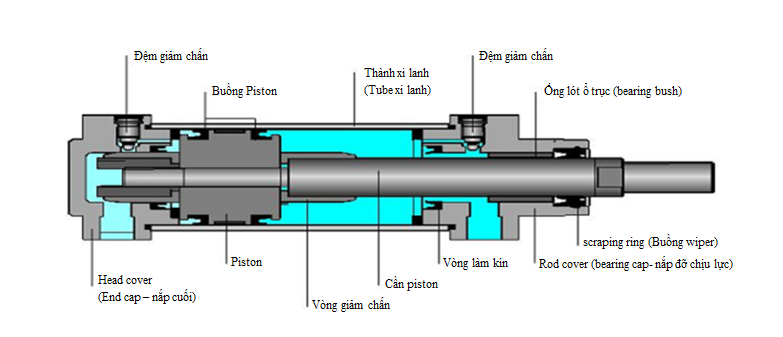 Đệm giảm chấn
Buồng Piston
Thành xi lanh
(Tube xi lanh)
Đệm giảm chấn
Ống lót ổ trục (bearing bush)
Head cover
(End cap – nắp cuối)
Piston
Vòng giảm chấn
Cần piston
Vòng làm kín
Rod cover (bearing cap- nắp đỡ chịu lực)
scraping ring (Buồng wiper)